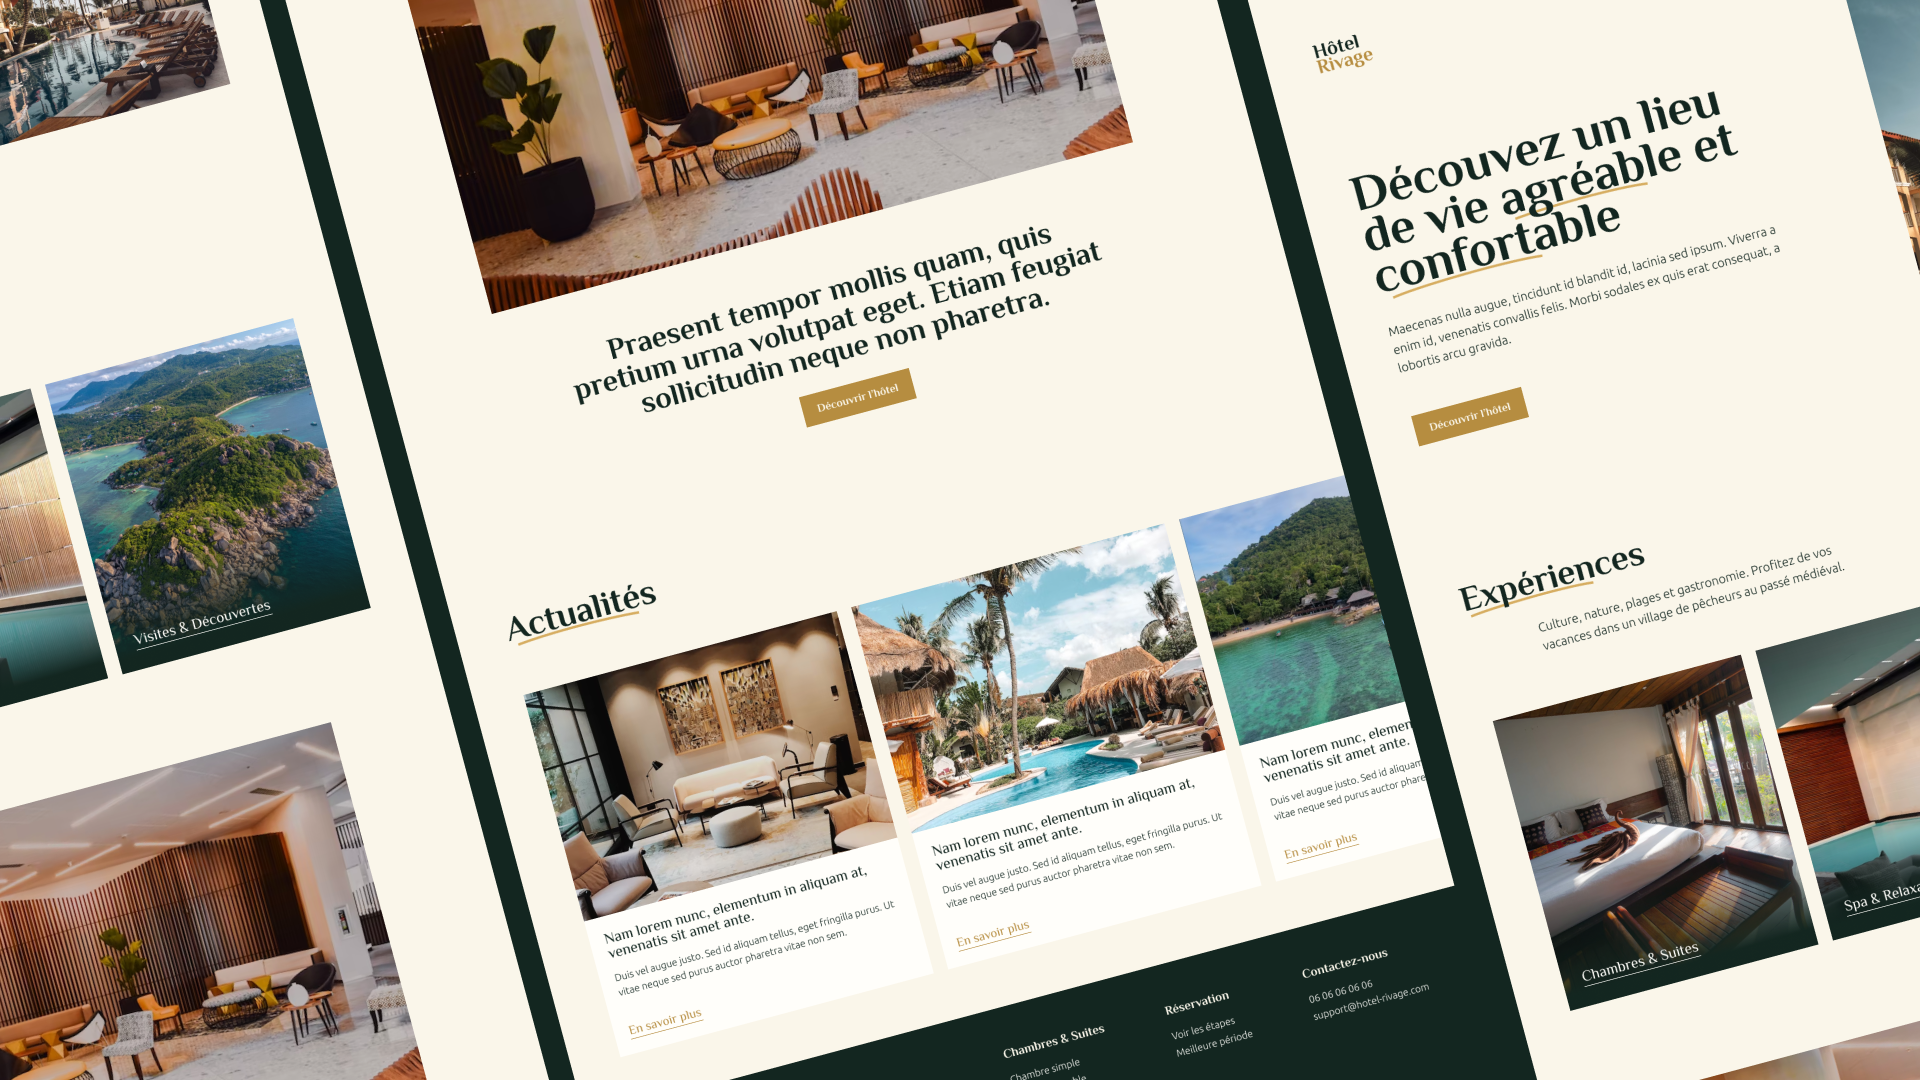 Visites & Découvertes
Praesent tempor mollis quam, quis
pretium urna volutpat eget. Etiam feugiat
sollicitudin neque non pharetra.
Découvrir l'hôtel
Actualités
Nam lorem nunc, elementum in aliquam at,
venenatis sit amet ante.
Duis vel augue justo. Sed id aliquam tellus, eget fringilla purus. Ut
vitae neque sed purus auctor pharetra vitae non sem.
En savoir plus
Nam lorem nunc, elementum in aliquam at,
venenatis sit amet ante.
Duis vel augue justo. Sed id aliquam tellus, eget fringilla purus. Ut
vitae neque sed purus auctor pharetra vitae non sem.
En savoir plus
Nam lorem nunc, elemen
venenatis sit amet ante.
Duis vel augue justo. Sed id aliquam
vitae neque sed purus auctor phare
En savoir plus
Chambres & Suites
Chambre simple
Réservation
Voir les étapes
Meilleure période
Contactez-nous
06 06 06 06 06
support@hotel-rivage.com
Hôtel
Rivage
Découvez un lieu
de vie agréable et
confortable
Maecenas nulla augue, tincidunt id blandit id, lacinia sed ipsum. Viverra a
enim id, venenatis convallis felis. Morbi sodales ex quis erat consequat, a
lobortis arcu gravida.
Découvrir l'hôtel
Expériences
Culture, nature, plages et gastronomie. Profitez de vos
vacances dans un village de pêcheurs au passé médiéval.
Chambres & Suites
Spa & Relaxa